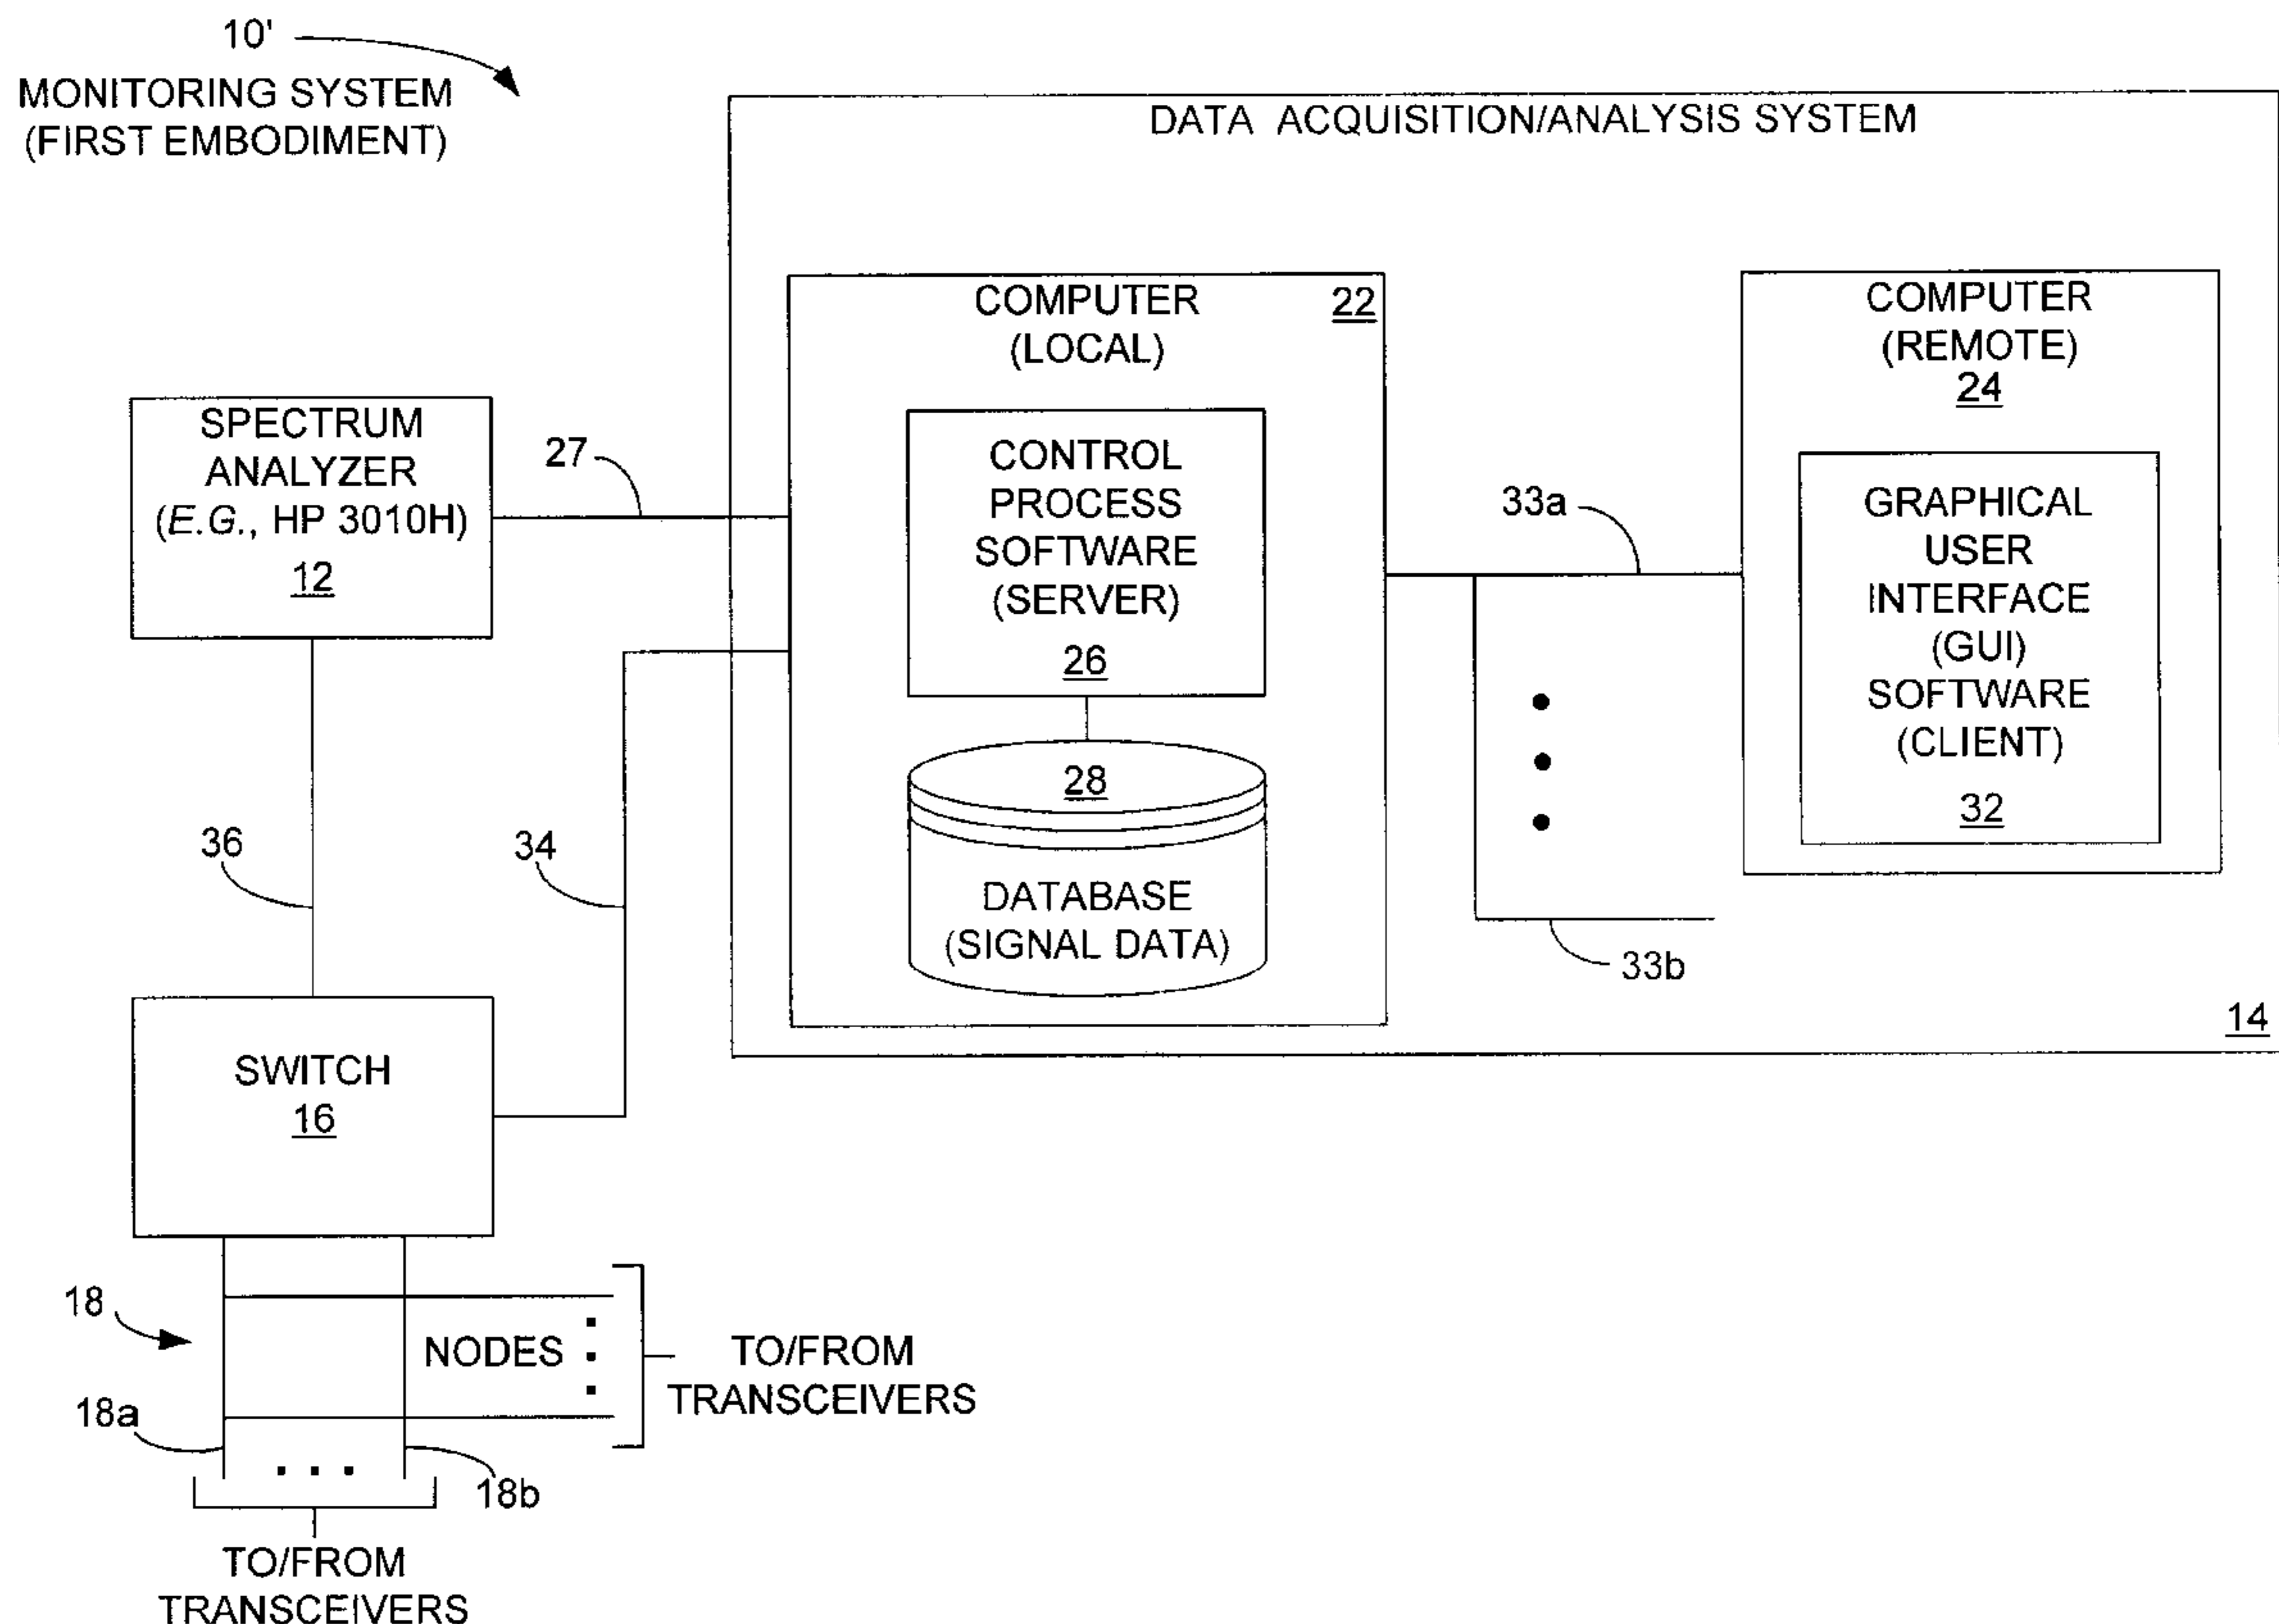 10'
MONITORING SYSTEM
(FIRST EMBODIMENT)
DATA ACQUISITION/ANALYSIS SYSTEM
COMPUTER
(LOCAL)
22
COMPUTER
(REMOTE)
24
SPECTRUM
ANALYZER
(E.G., HP 3010H)
12
27
CONTROL
PROCESS
SOFTWARE
(SERVER)
26
33a
GRAPHICAL
USER
INTERFACE
(GUI)
SOFTWARE
(CLIENT)
32
28
DATABASE
(SIGNAL DATA)
36
34
33b
14
SWITCH
16
18
NODES
TO/FROM
TRANSCEIVERS
18a
18b
TO/FROM
TRANSCEIVERS